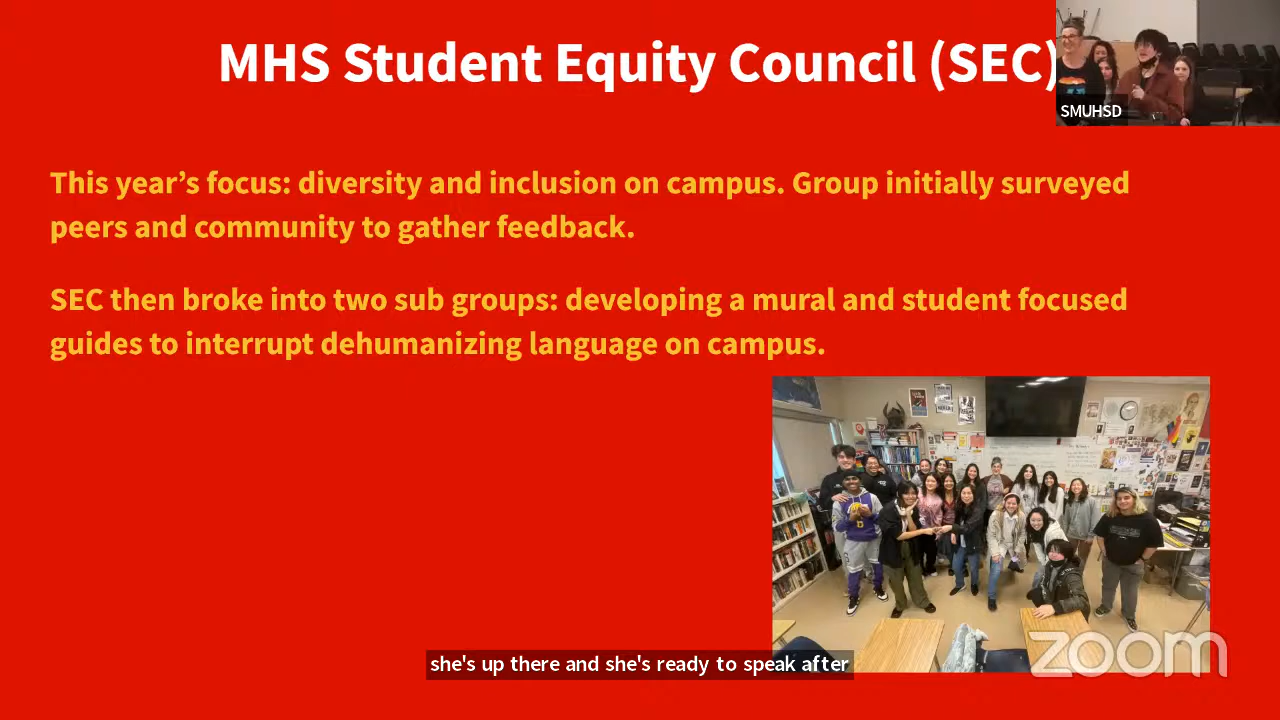 MHS Student Equity Council (SEC)
SMUHSD
This year’s focus: diversity and inclusion on campus. Group initially surveyed
peers and community to gather feedback.
SEC then broke into two sub groups: developing a mural and student focused
guides to interrupt dehumanizing language on campus.
zoom
she's up there and she's ready to speak after